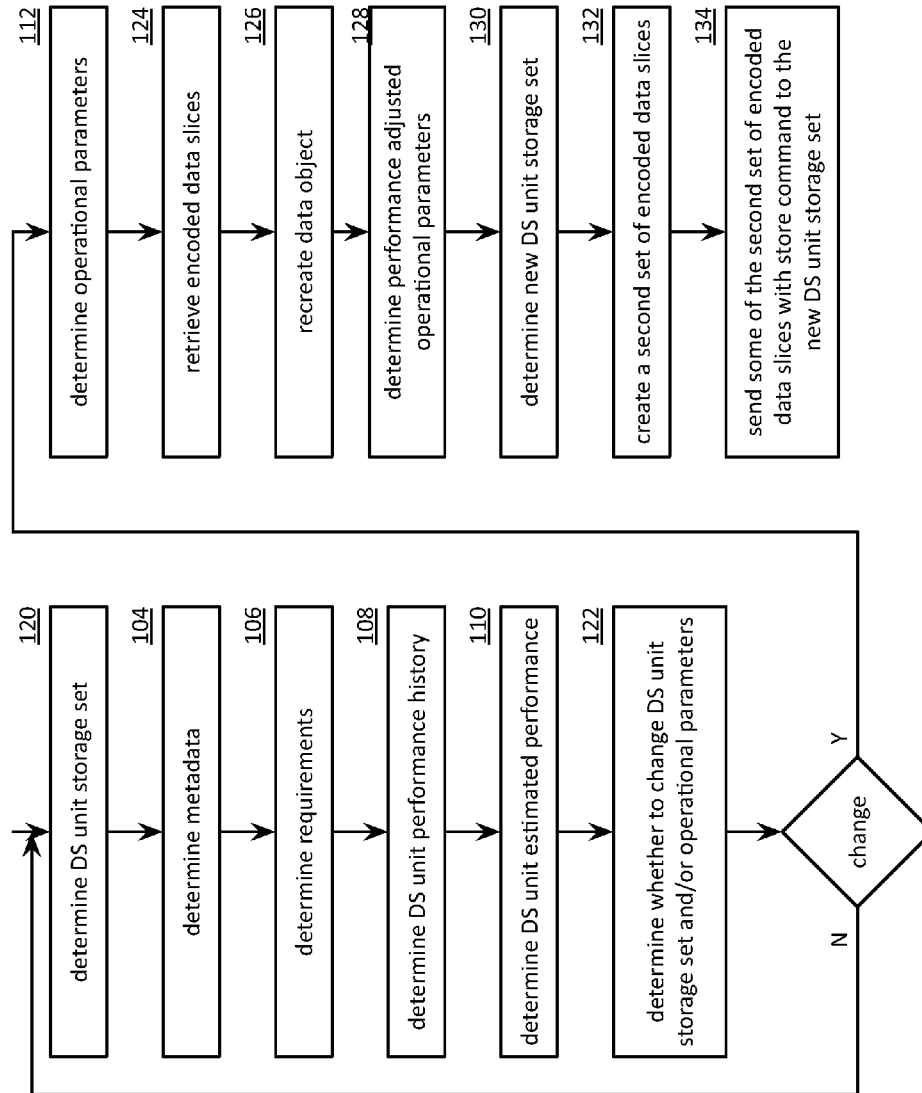 120
determine DS unit storage set
104
determine metadata
106
determine requirements
108
determine DS unit performance history
110
determine DS unit estimated performance
122
determine whether to change DS unit
storage set and/or operational parameters
N
change
Y
112
determine operational parameters
124
retrieve encoded data slices
126
recreate data object
128
determine performance adjusted
operational parameters
130
determine new DS unit storage set
132
create a second set of encoded data slices
134
send some of the second set of encoded
data slices with store command to the
new DS unit storage set